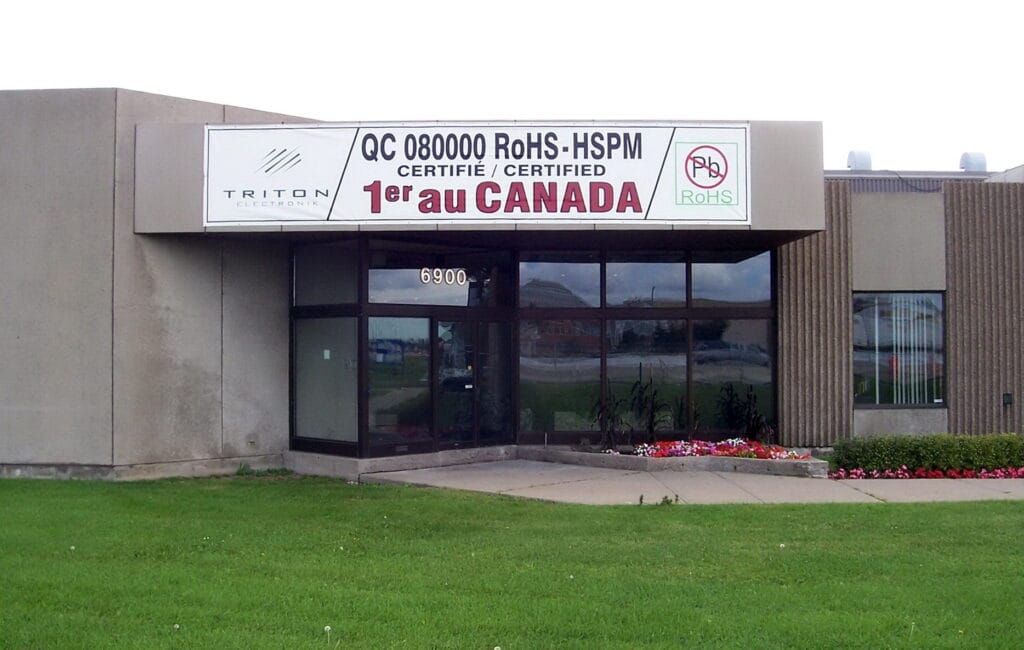 QC 080000 RoHS-HSPM
CERTIFIÉ / CERTIFIED
1er au CANADA
TRITON
ELECTRONIK
Pb
RoHS
6900